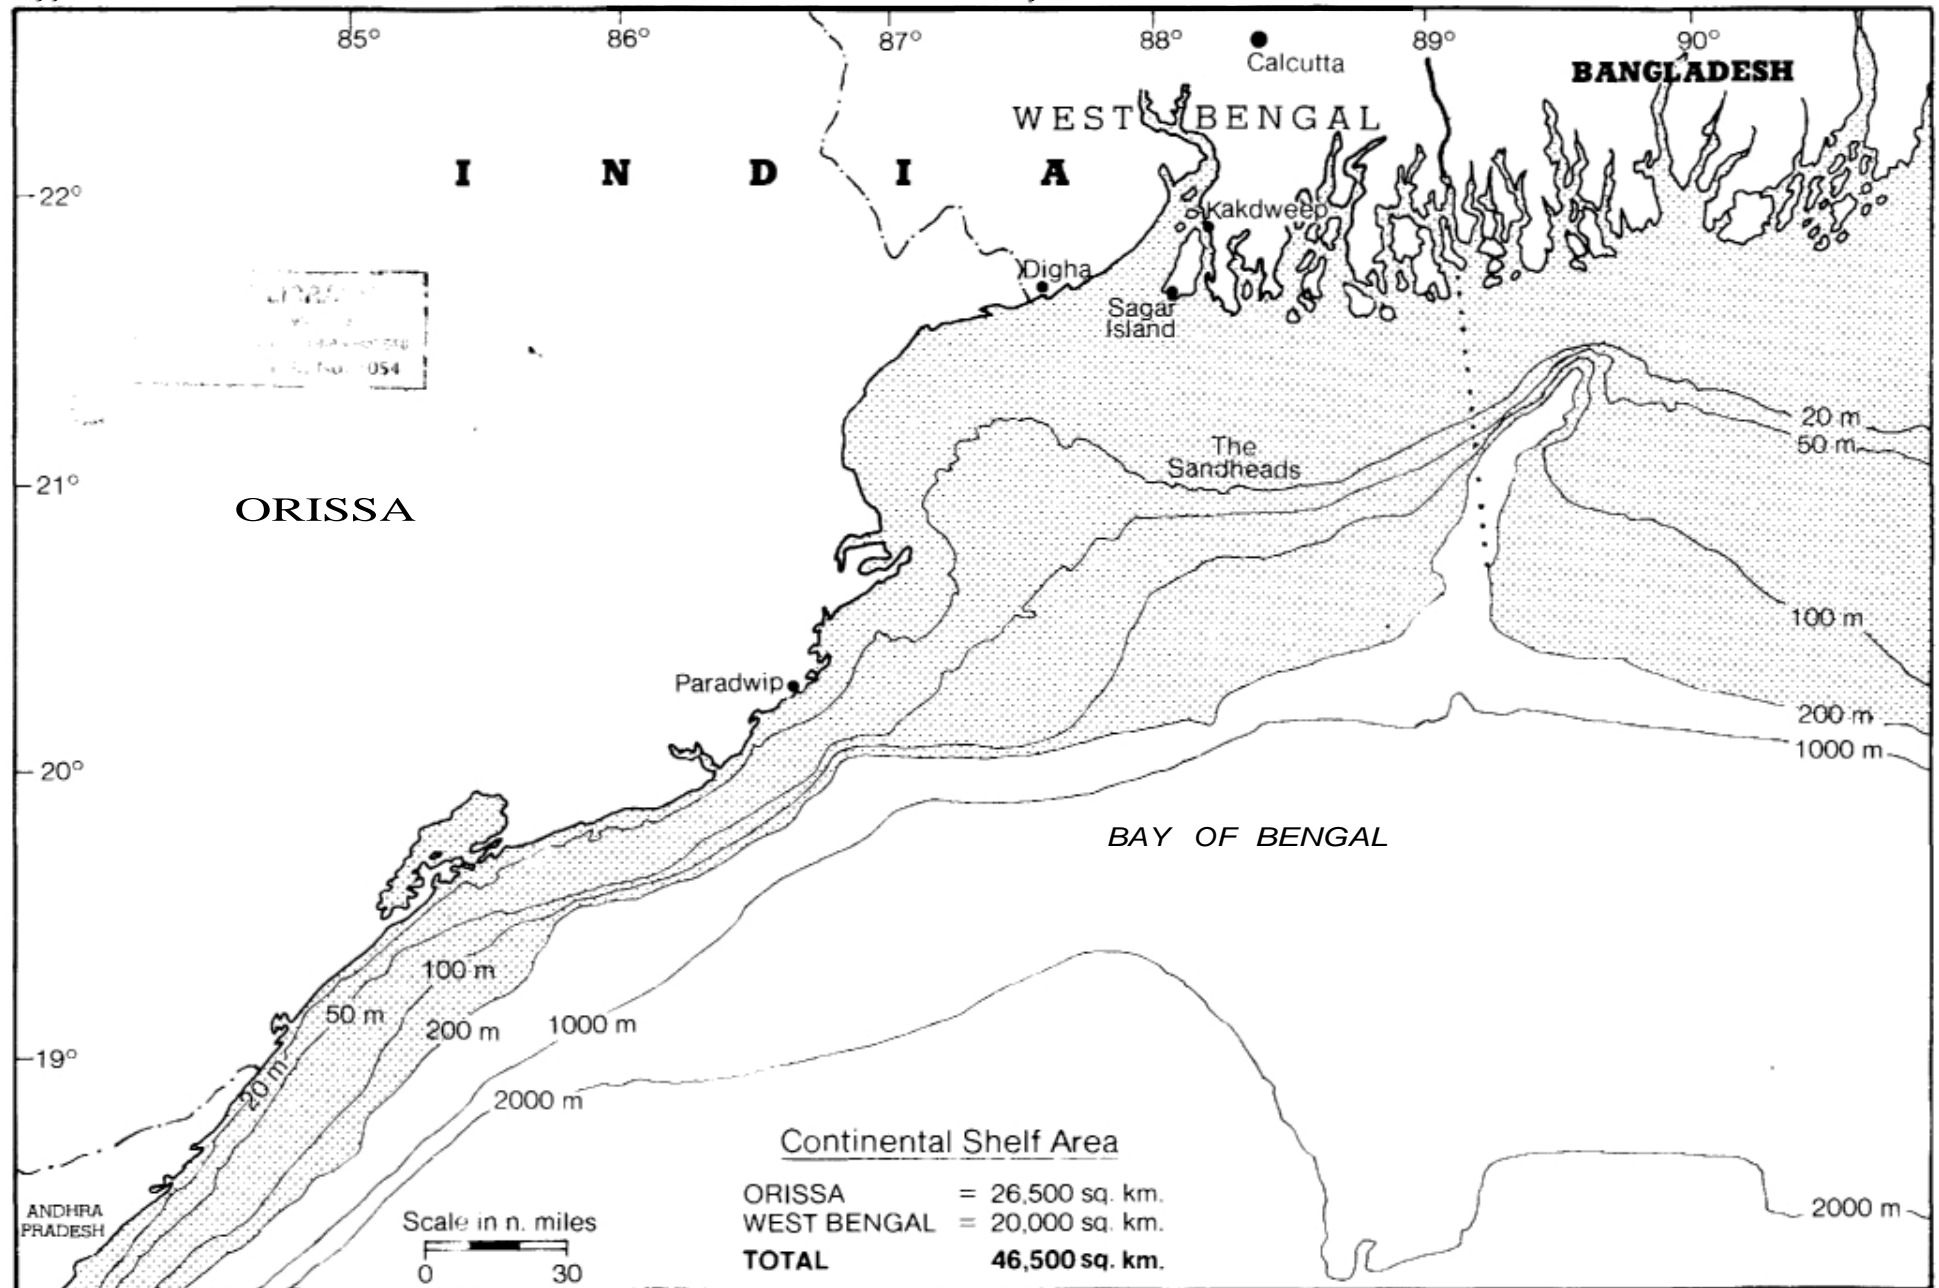 85° 86° 87° 88° 89° 90°
Calcutta
BANGLADESH
WEST BENGAL
INDIA
22°
Kakdweep
Digha
Sagar
Island
054
20 m
50 m
The
Sandheads
21°
ORISSA
100 m
Paradwip
200 m
1000 m
20°
BAY OF BENGAL
100 m
50 m
200 m
1000 m
19°
20 m
2000 m
Continental Shelf Area
ORISSA = 26,500 sq. km.
WEST BENGAL = 20,000 sq. km.
TOTAL 46,500 sq. km.
ANDHRA
PRADESH
Scale in n. miles
0 30
2000 m